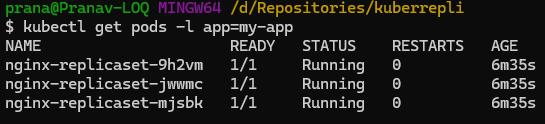 prana@Pranav-LOQ MINGW64 /d/Repositories/kuberrepli
$ kubectl get pods -l app=my-app
NAME READY STATUS RESTARTS AGE
nginx-replicaset-9h2vm 1/1 Running 0 6m35s
nginx-replicaset-jwwmc 1/1 Running 0 6m35s
nginx-replicaset-mjsbk 1/1 Running 0 6m35s